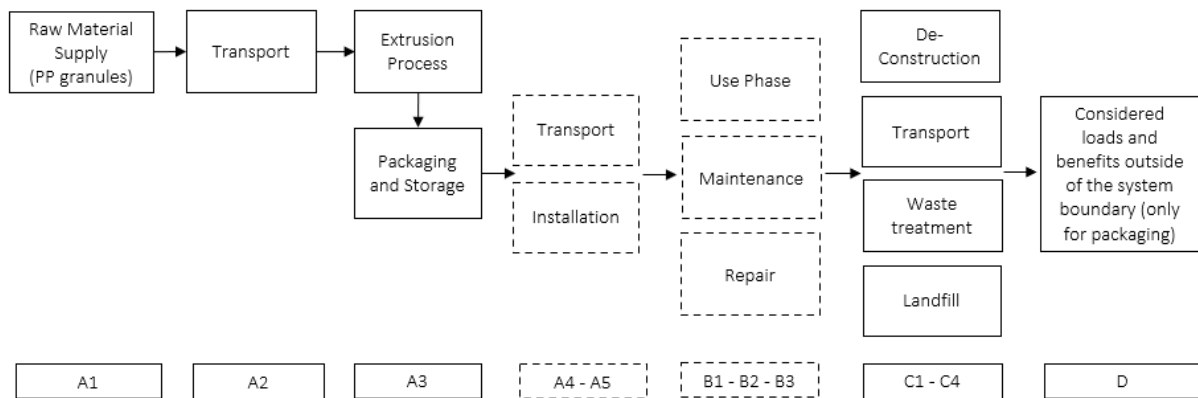 Raw Material
Supply
(PP granules)
Transport
Extrusion
Process
Packaging
and Storage
Transport
Installation
Use Phase
Maintenance
Repair
De-
Construction
Transport
Waste
treatment
Landfill
Considered
loads and
benefits outside
of the system
boundary (only
for packaging)
A1
A2
A3
A4 - A5
B1 - B2 - B3
C1 - C4
D